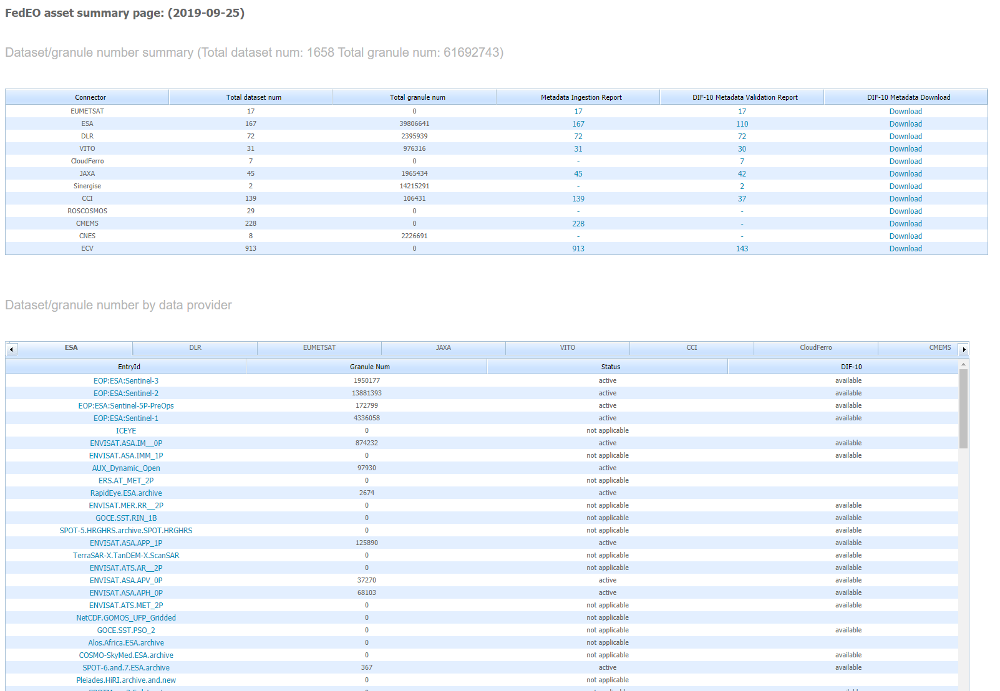 FedEO asset summary page: (2019-09-25)
Dataset/granule number summary (Total dataset num: 1658 Total granule num: 61692743)
Connector Total dataset num Total granule num Metadata Ingestion Report DIF-10 Metadata Validation Report DIF-10 Metadata Download
EUMETSAT 17 0 17 17 Download
ESA 167 39806641 167 110 Download
DLR 72 2395939 72 72 Download
VITO 31 976316 31 30 Download
CloudFerro 7 0 - 7 Download
JAXA 45 1965434 45 42 Download
Sinergise 2 14215291 - 2 Download
CCI 139 106431 139 37 Download
ROSCOSMOS 29 0 - - Download
CMEMS 228 0 228 - Download
CNES 8 2226691 - - Download
ECV 913 0 913 143 Download
Dataset/granule number by data provider
ESA DLR EUMETSAT JAXA VITO CCI CloudFerro CMEMS
EntryId Granule Num Status DIF-10
EOP:ESA:Sentinel-3 1950177 active available
EOP:ESA:Sentinel-2 13881393 active available
EOP:ESA:Sentinel-5P-PreOps 172799 active available
EOP:ESA:Sentinel-1 4336058 active available
ICEYE 0 not applicable
ENVISAT.ASA.IM__0P 874232 active available
ENVISAT.ASA.IMM_1P 0 not applicable available
AUX_Dynamic_Open 97930 active
ERS.AT_MET_2P 0 not applicable
RapidEye.ESA.archive 2674 active
ENVISAT.MER.RR__2P 0 not applicable available
GOCE.SST.RIN_1B 0 not applicable available
SPOT-5.HRGHRS.archive.SPOT.HRGHRS 0 not applicable available
ENVISAT.ASA.APP_1P 125890 active available
TerraSAR-X.TanDEM-X.ScanSAR 0 not applicable available
ENVISAT.ATS.AR__2P 0 not applicable available
ENVISAT.ASA.APV_0P 37270 active available
ENVISAT.ASA.APH_0P 68103 active available
ENVISAT.ATS.MET_2P 0 not applicable available
NetCDF.GOMOS_UFP_Gridded 0 not applicable
GOCE.SST.PSO_2 0 not applicable available
Alos.Africa.ESA.archive 0 not applicable
COSMO-SkyMed.ESA.archive 0 not applicable available
SPOT-6.and.7.ESA.archive 367 active available
Pleiades.HiRI.archive.and.new 0 not applicable